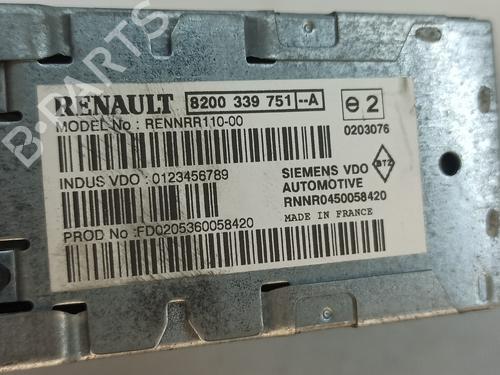 RENAULT 8200 339 751 --A
2
MODEL No : RENNRR110-00
0203076
INDUS VDO : 0123456789
SIEMENS VDO
AUTOMOTIVE
BTZ
RNNR0450058420
MADE IN FRANCE
PROD No :FD0205360058420
B-PARTS